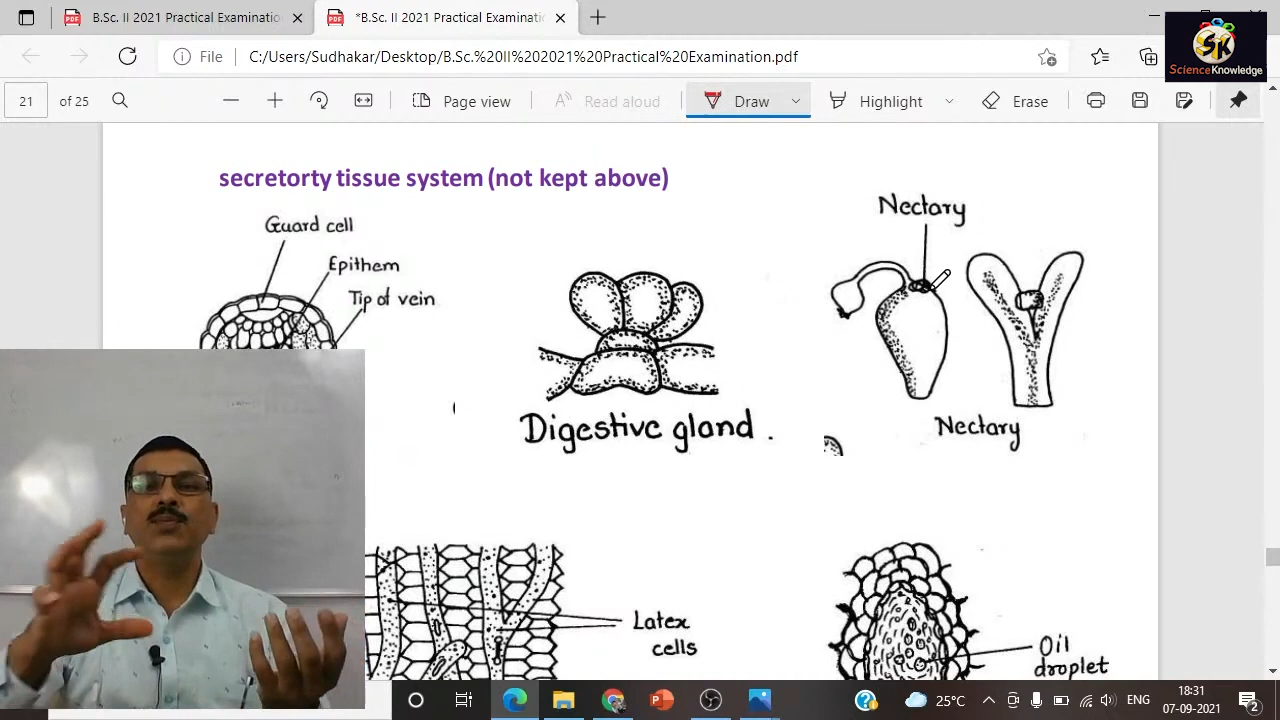 B.Sc. II 2021 Practical Examinatio
*B.Sc. II 2021 Practical Examinati
SK
ScienceKnowledge
File
C:/Users/Sudhakar/Desktop/B.Sc.%20II%202021%20Practical%20Examination.pdf
21 of 25
Page view
Read aloud
Draw
Highlight
Erase
secretorty tissue system (not kept above)
Guard cell
Epithem
Tip of vein
Digestive gland .
Nectary
Nectary
Latex
cells
Oil
droplet
25°C
ENG
18:31
07-09-2021
2